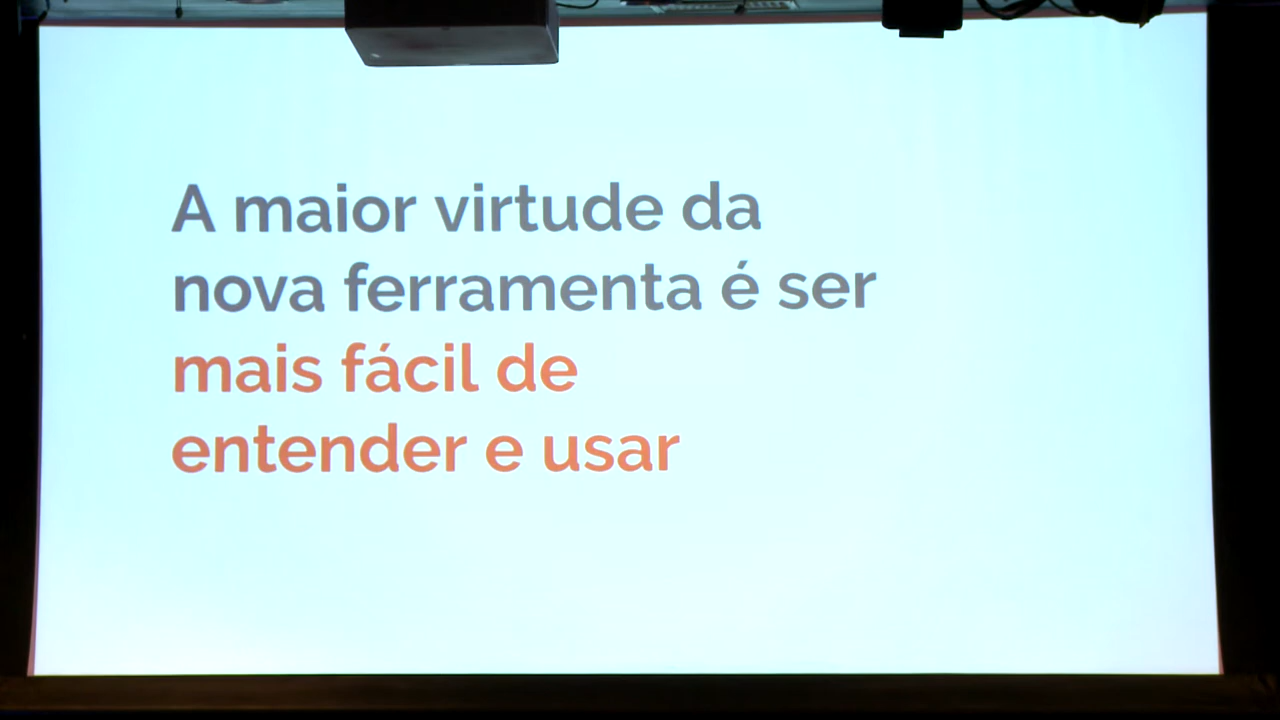 A maior virtude da
nova ferramenta é ser
mais fácil de
entender e usar